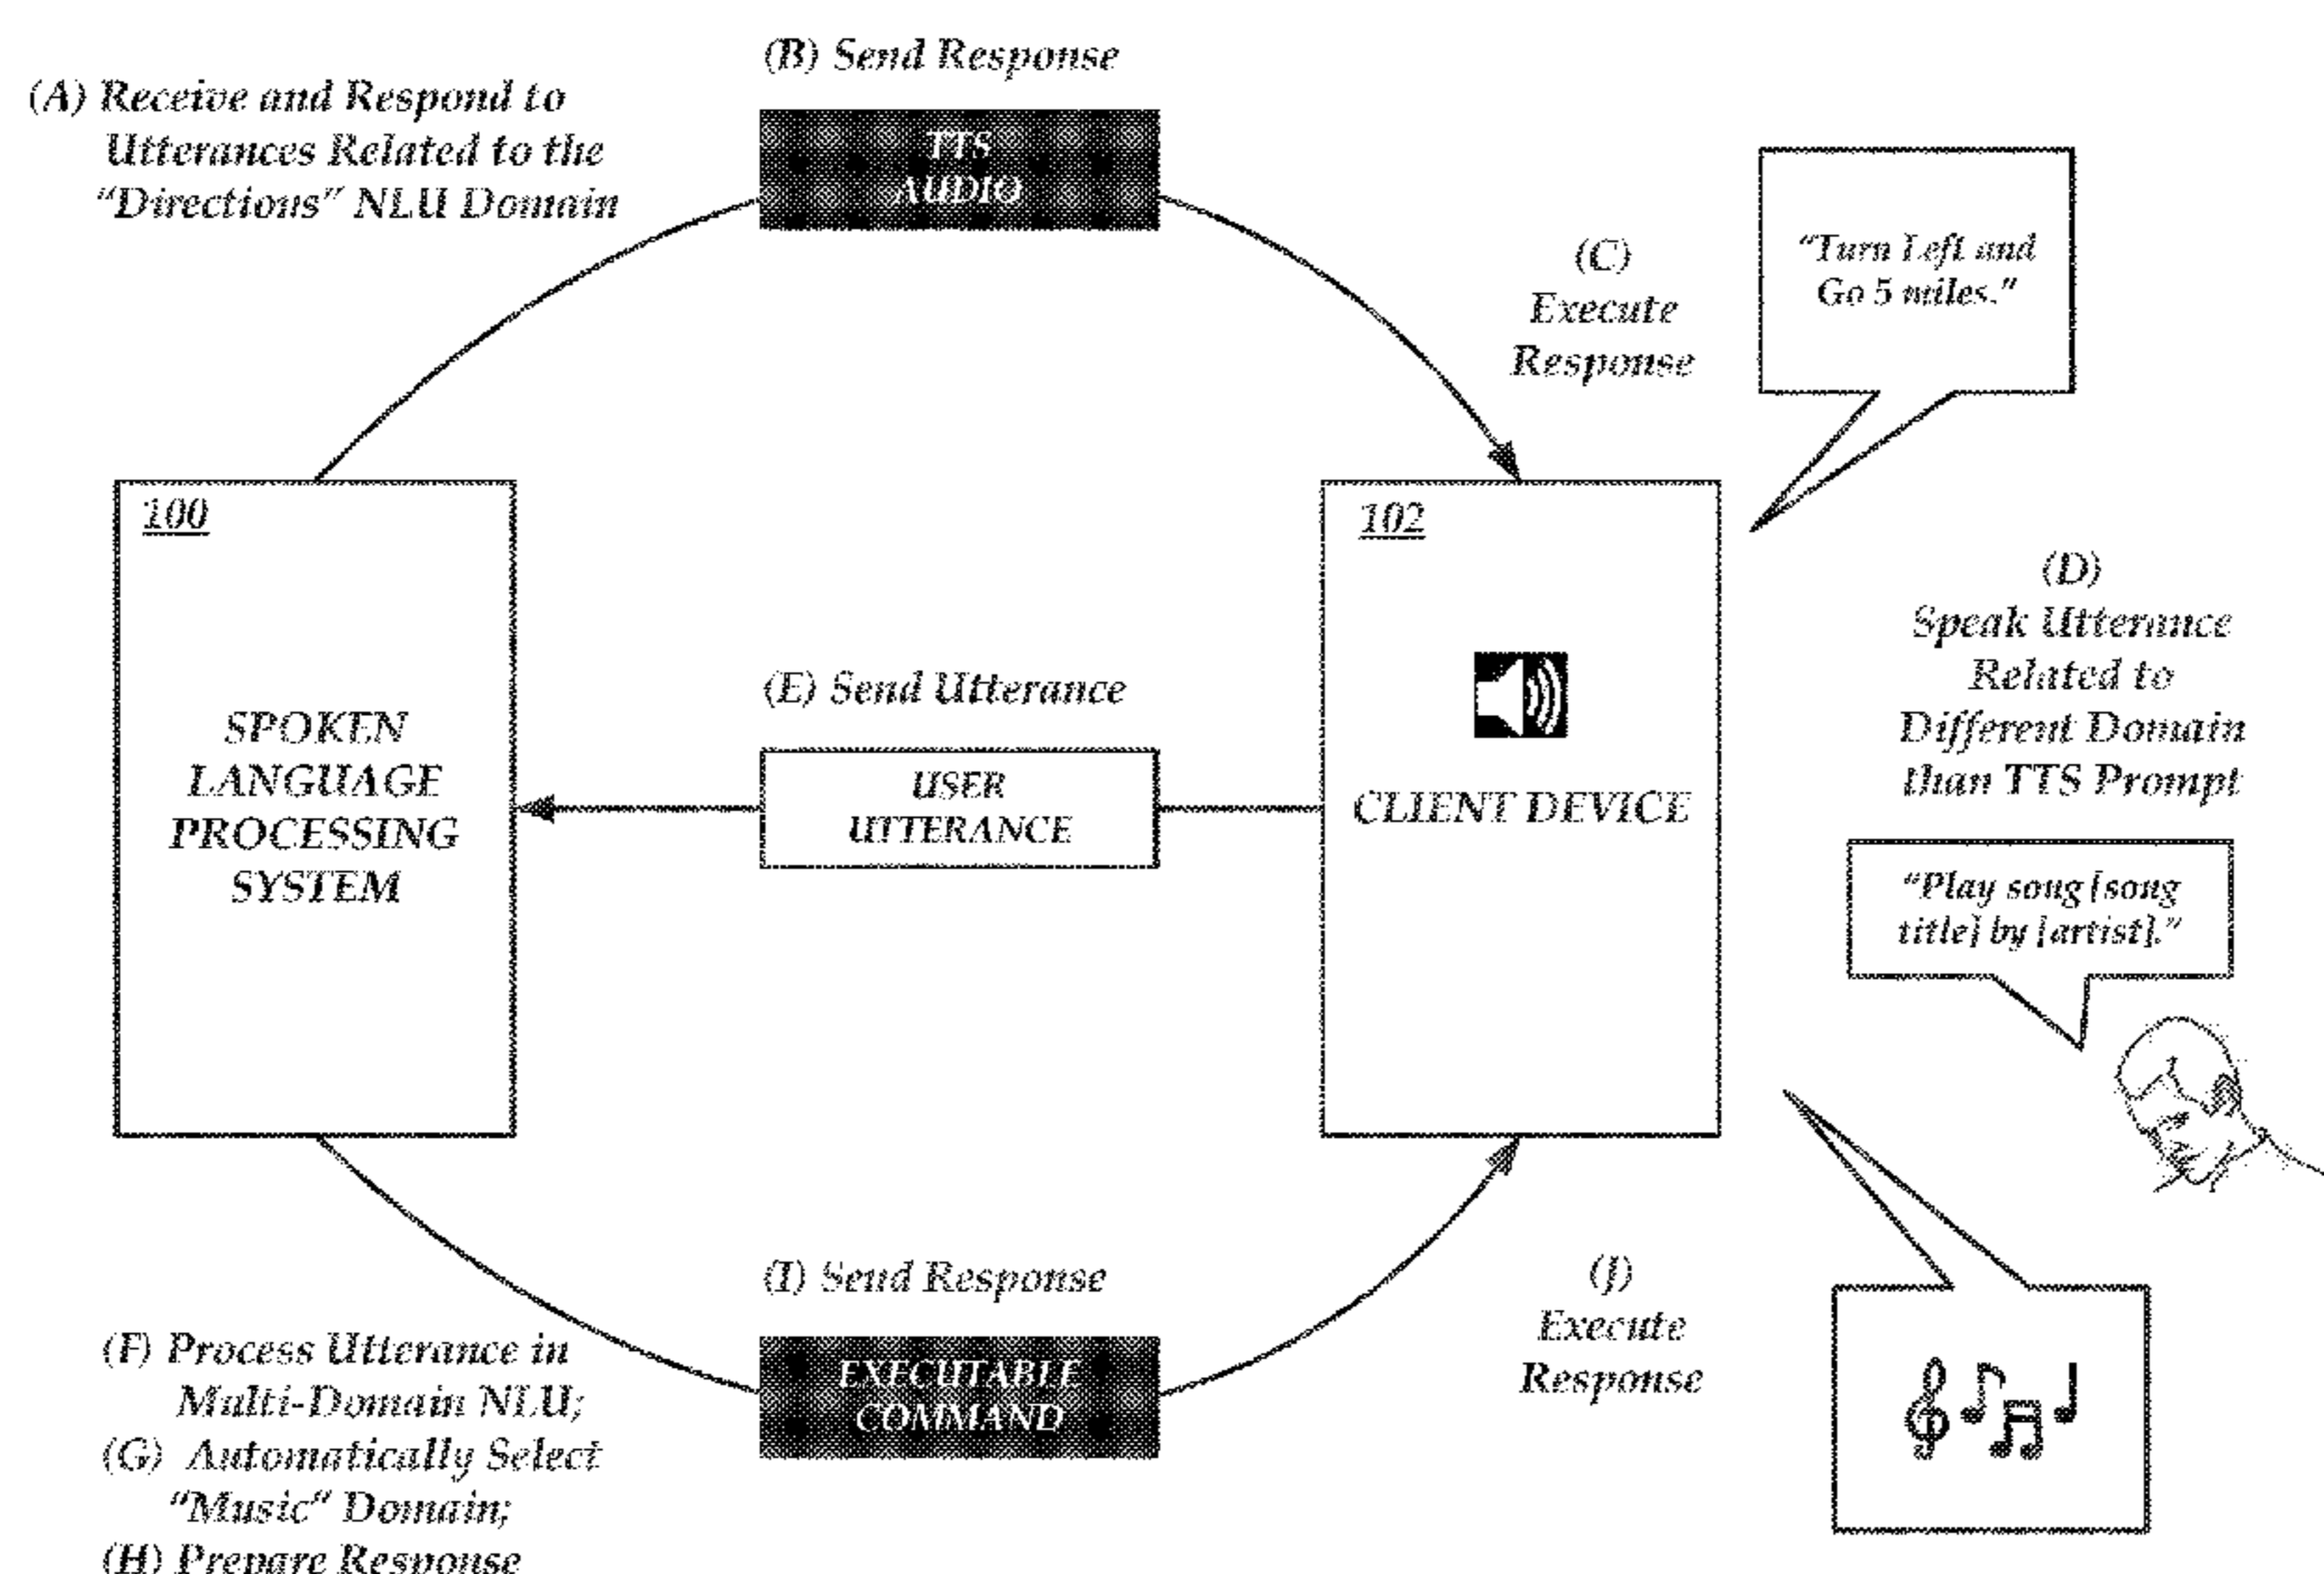 (A) Receive and Respond to
Utterances Related to the
"Directions" NLU Domain
(B) Send Response
TTS
AUDIO
(C)
Execute
Response
"Turn Left and
Go 5 miles."
100
SPOKEN
LANGUAGE
PROCESSING
SYSTEM
(E) Send Utterance
USER
UTTERANCE
102
CLIENT DEVICE
(D)
Speak Utterance
Related to
Different Domain
than TTS Prompt
"Play song [song
title] by [artist]."
(F) Process Utterance in
Multi-Domain NLU;
(G) Automatically Select
"Music" Domain;
(H) Prepare Response
(I) Send Response
EXECUTABLE
COMMAND
(J)
Execute
Response